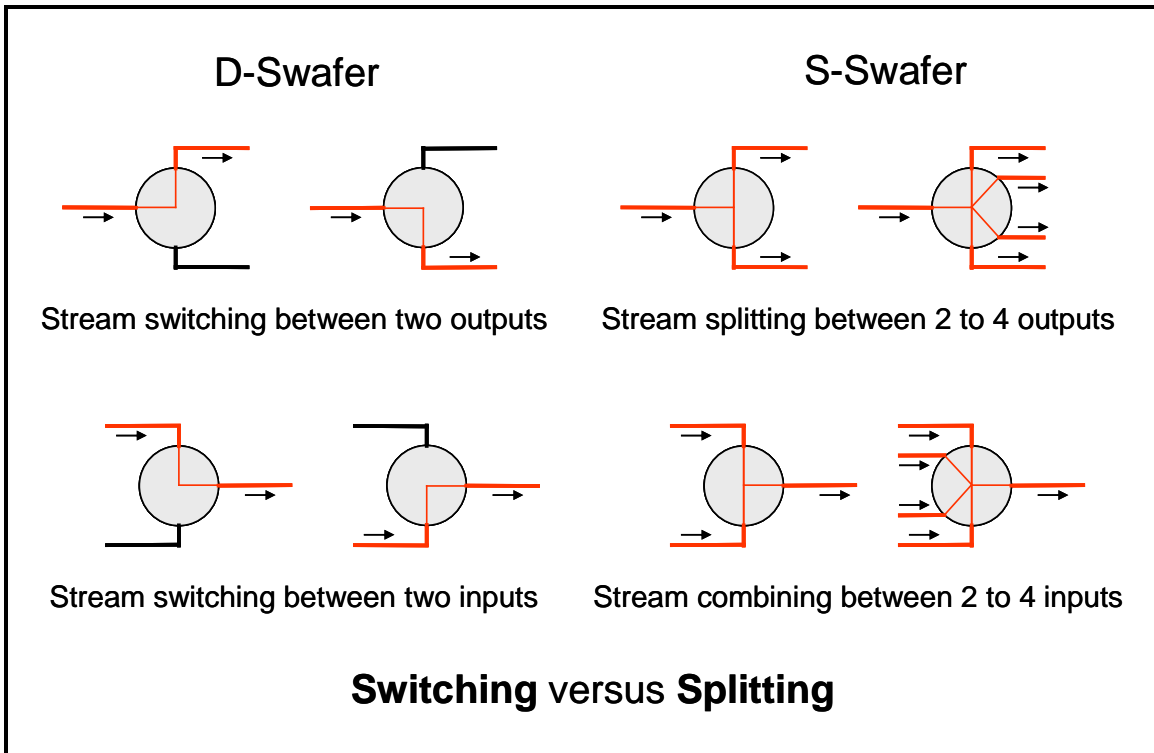 D-Swafer
S-Swafer
Stream switching between two outputs
Stream splitting between 2 to 4 outputs
Stream switching between two inputs
Stream combining between 2 to 4 inputs
Switching versus Splitting